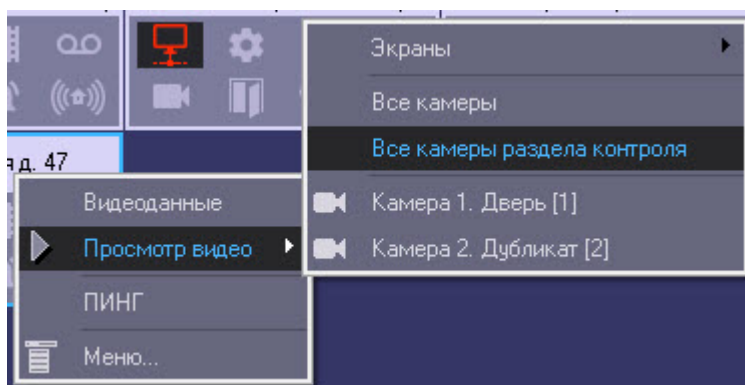 Экраны
Все камеры
Все камеры раздела контроля
Камера 1. Дверь [1]
Камера 2. Дубликат [2]
д. 47
Видеоданные
Просмотр видео
ПИНГ
Меню...